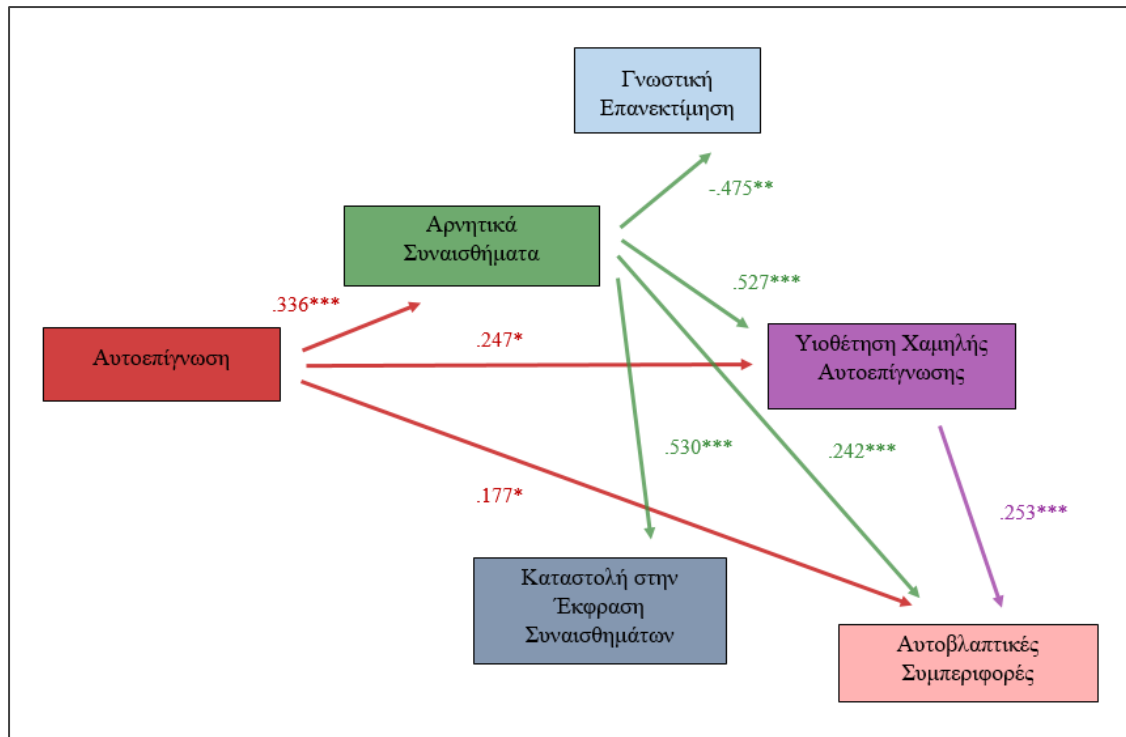 Γνωστική
Επανεκτίμηση
-.475**
Αρνητικά
Συναισθήματα
.527***
.336***
.247*
Αυτοεπίγνωση
Υιοθέτηση Χαμηλής
Αυτοεπίγνωσης
.530***
.242***
.177*
.253***
Καταστολή στην
Έκφραση
Συναισθημάτων
Αυτοβλαπτικές
Συμπεριφορές